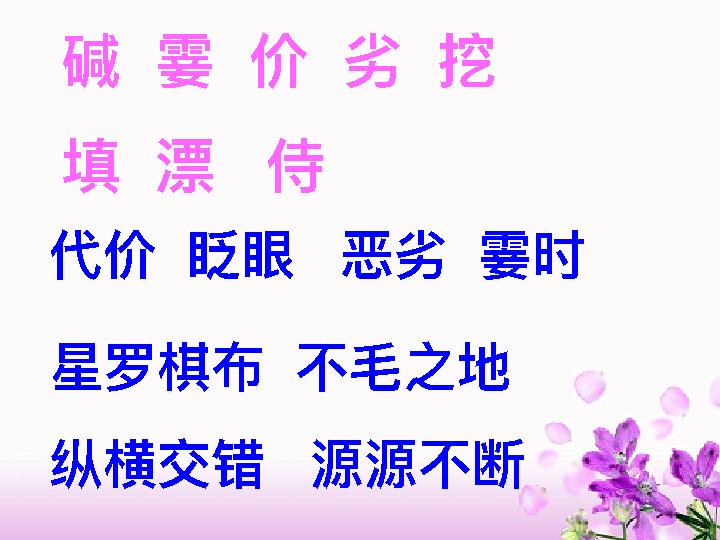 碱 霎 价 劣 挖
填 漂 侍
代价 眨眼 恶劣 霎时
星罗棋布 不毛之地
纵横交错 源源不断